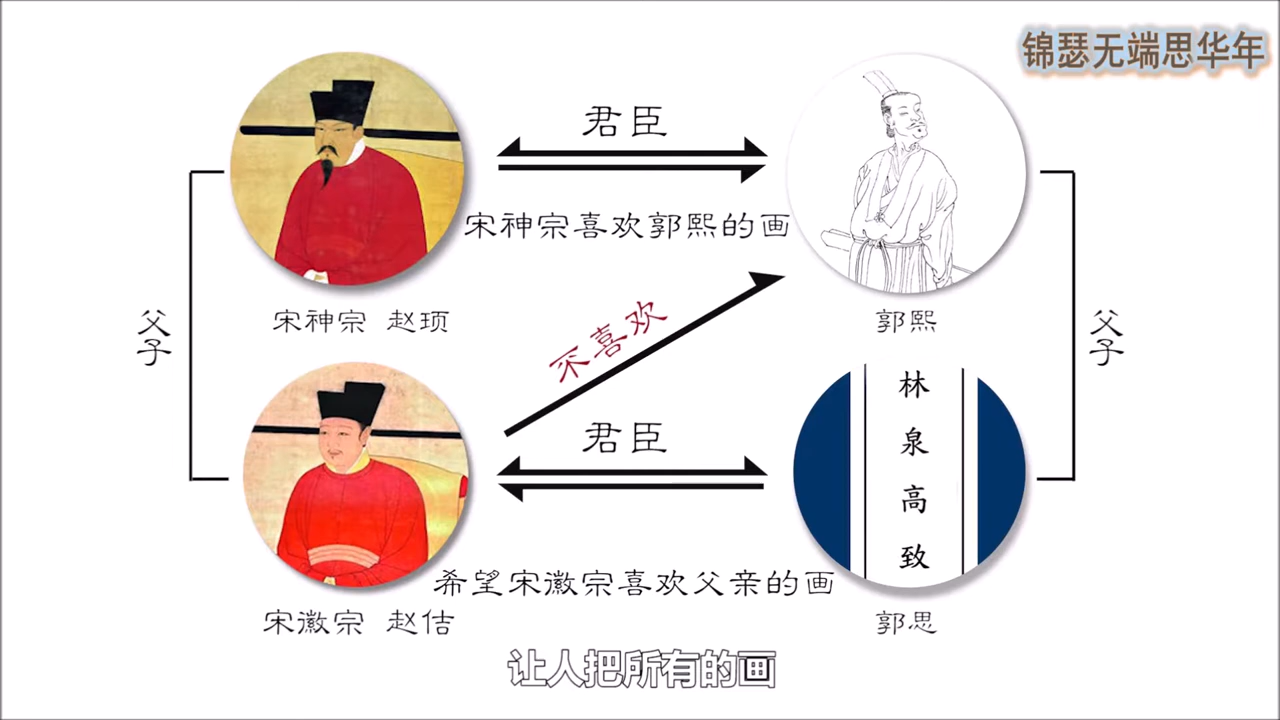 锦瑟无端思华年
君臣
宋神宗喜欢郭熙的画
父子
宋神宗 赵顼
不喜欢
郭熙
父子
君臣
林泉高致
希望宋徽宗喜欢父亲的画
宋徽宗 赵佶
郭思
让人把所有的画